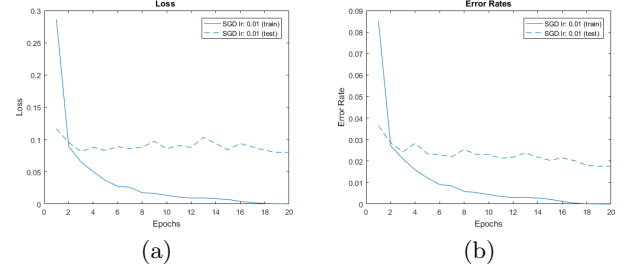 Loss
0.3
0.25
0.2
0.15
0.1
0.05
0
Loss
0 2 4 6 8 10 12 14 16 18 20
Epochs
SGD lr: 0.01 (train)
SGD lr: 0.01 (test)
(a)
Error Rates
0.09
0.08
0.07
0.06
0.05
0.04
0.03
0.02
0.01
0
Error Rate
0 2 4 6 8 10 12 14 16 18 20
Epochs
SGD lr: 0.01 (train)
SGD lr: 0.01 (test)
(b)